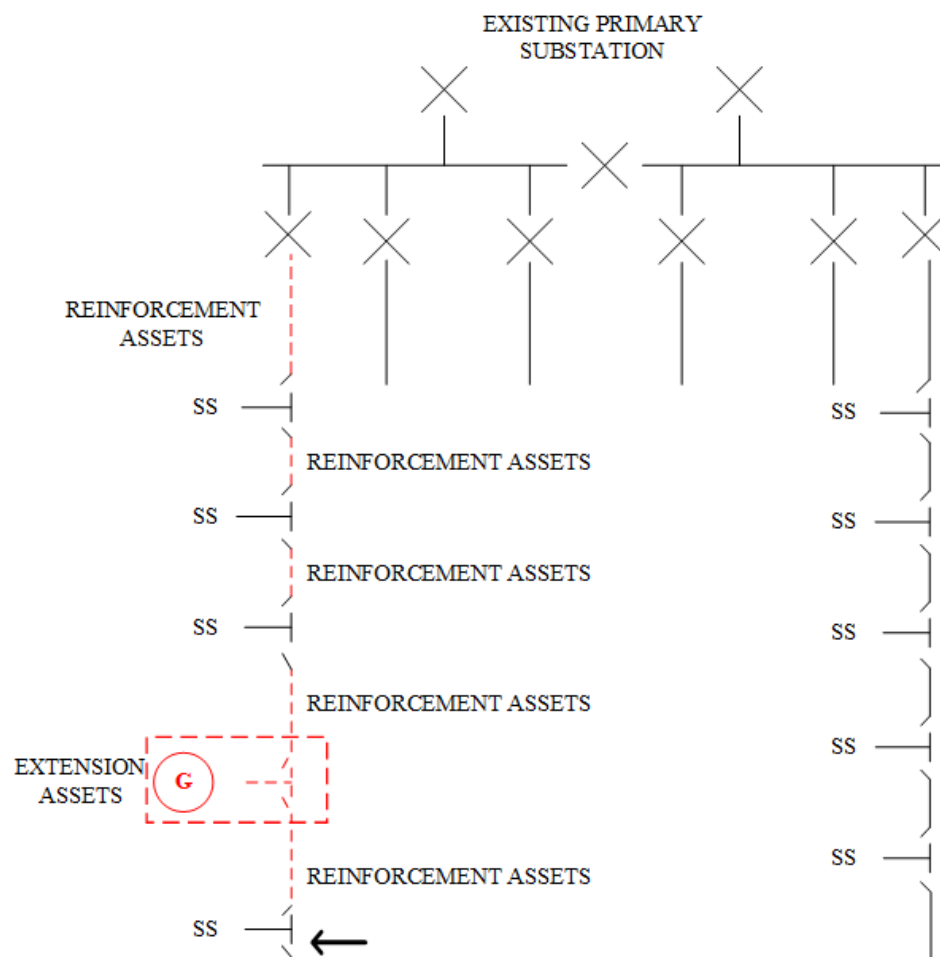 EXISTING PRIMARY
SUBSTATION
REINFORCEMENT
ASSETS
SS
SS
REINFORCEMENT ASSETS
SS
SS
REINFORCEMENT ASSETS
SS
SS
REINFORCEMENT ASSETS
SS
EXTENSION
ASSETS
G
SS
REINFORCEMENT ASSETS
SS